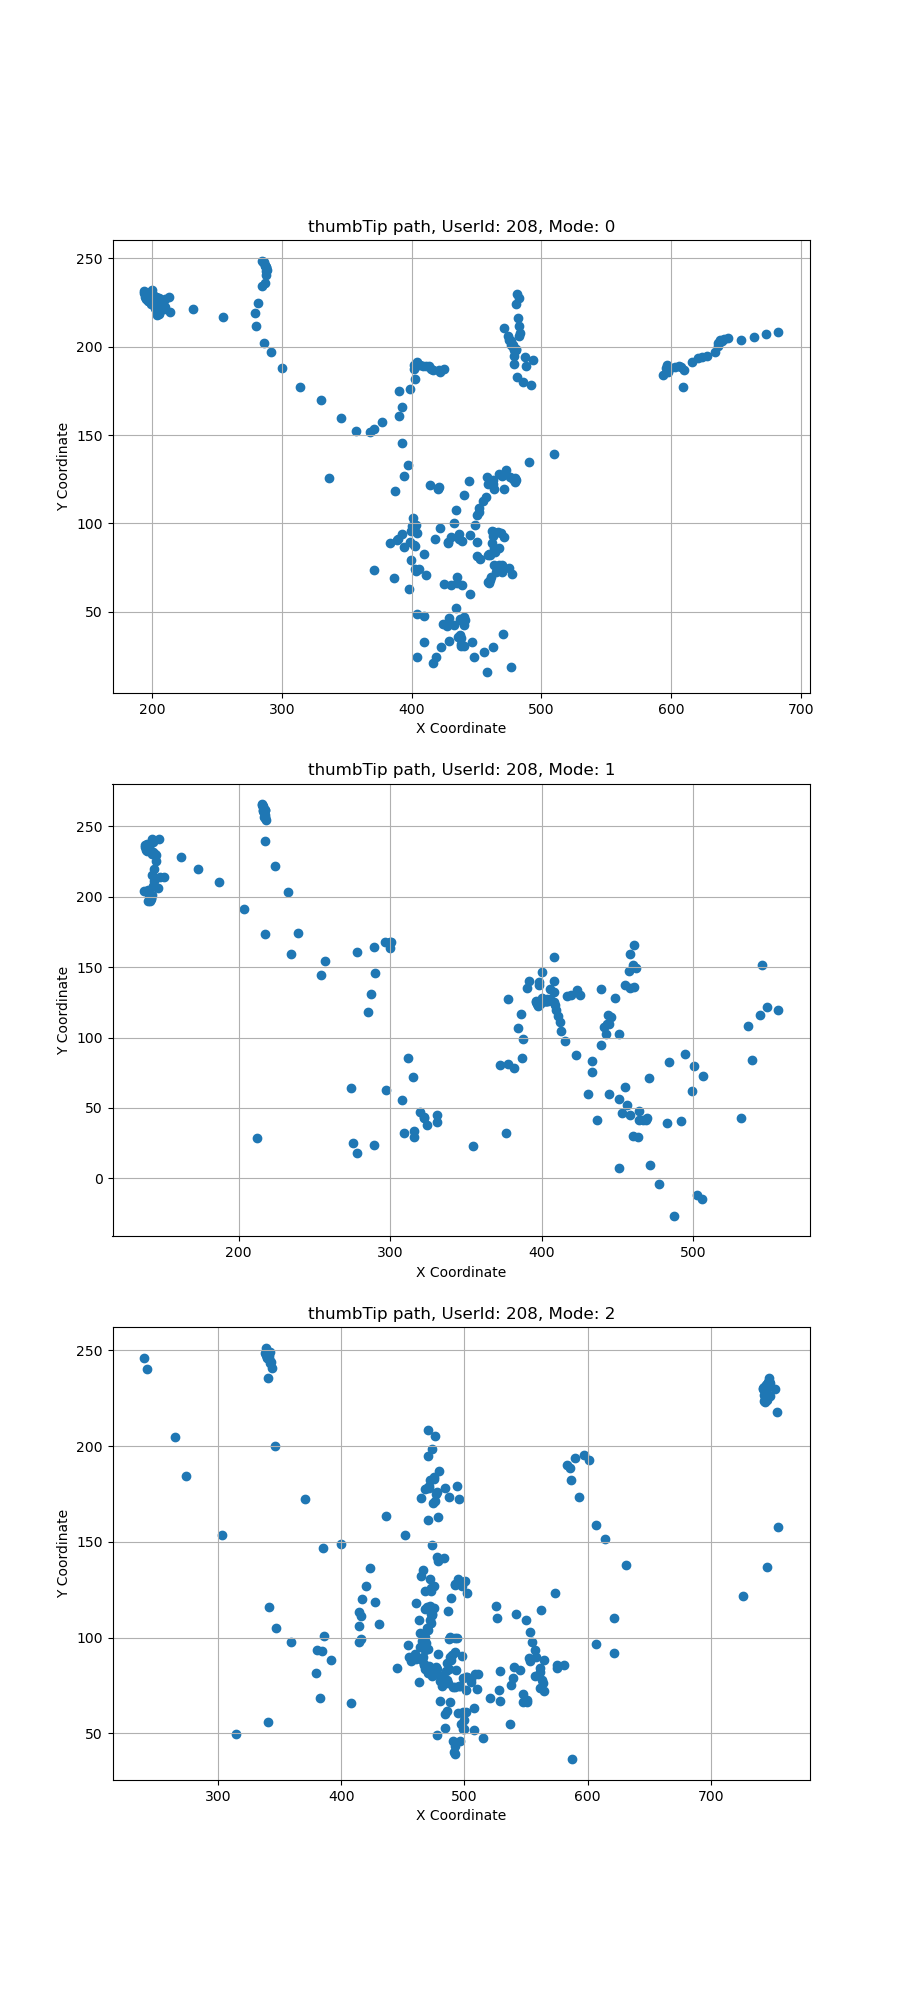 thumbTip path, UserId: 208, Mode: 0
250
200
150
100
50
Y Coordinate
200 300 400 500 600 700
X Coordinate
thumbTip path, UserId: 208, Mode: 1
250
200
150
100
50
0
Y Coordinate
200 300 400 500
X Coordinate
thumbTip path, UserId: 208, Mode: 2
250
200
150
100
50
Y Coordinate
300 400 500 600 700
X Coordinate